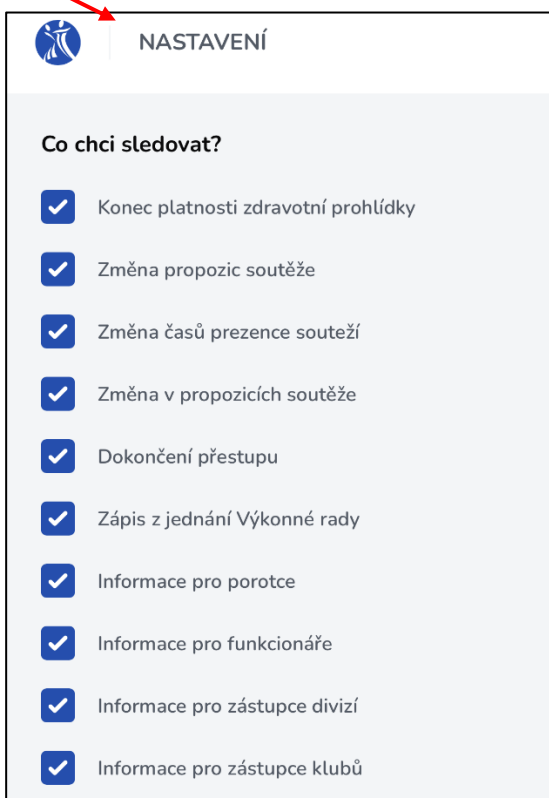 NASTAVENÍ
Co chci sledovat?
Konec platnosti zdravotní prohlídky
Změna propozic soutěže
Změna časů prezence souteží
Změna v propozicích soutěže
Dokončení přestupu
Zápis z jednání Výkonné rady
Informace pro porotce
Informace pro funkcionáře
Informace pro zástupce divizí
Informace pro zástupce klubů